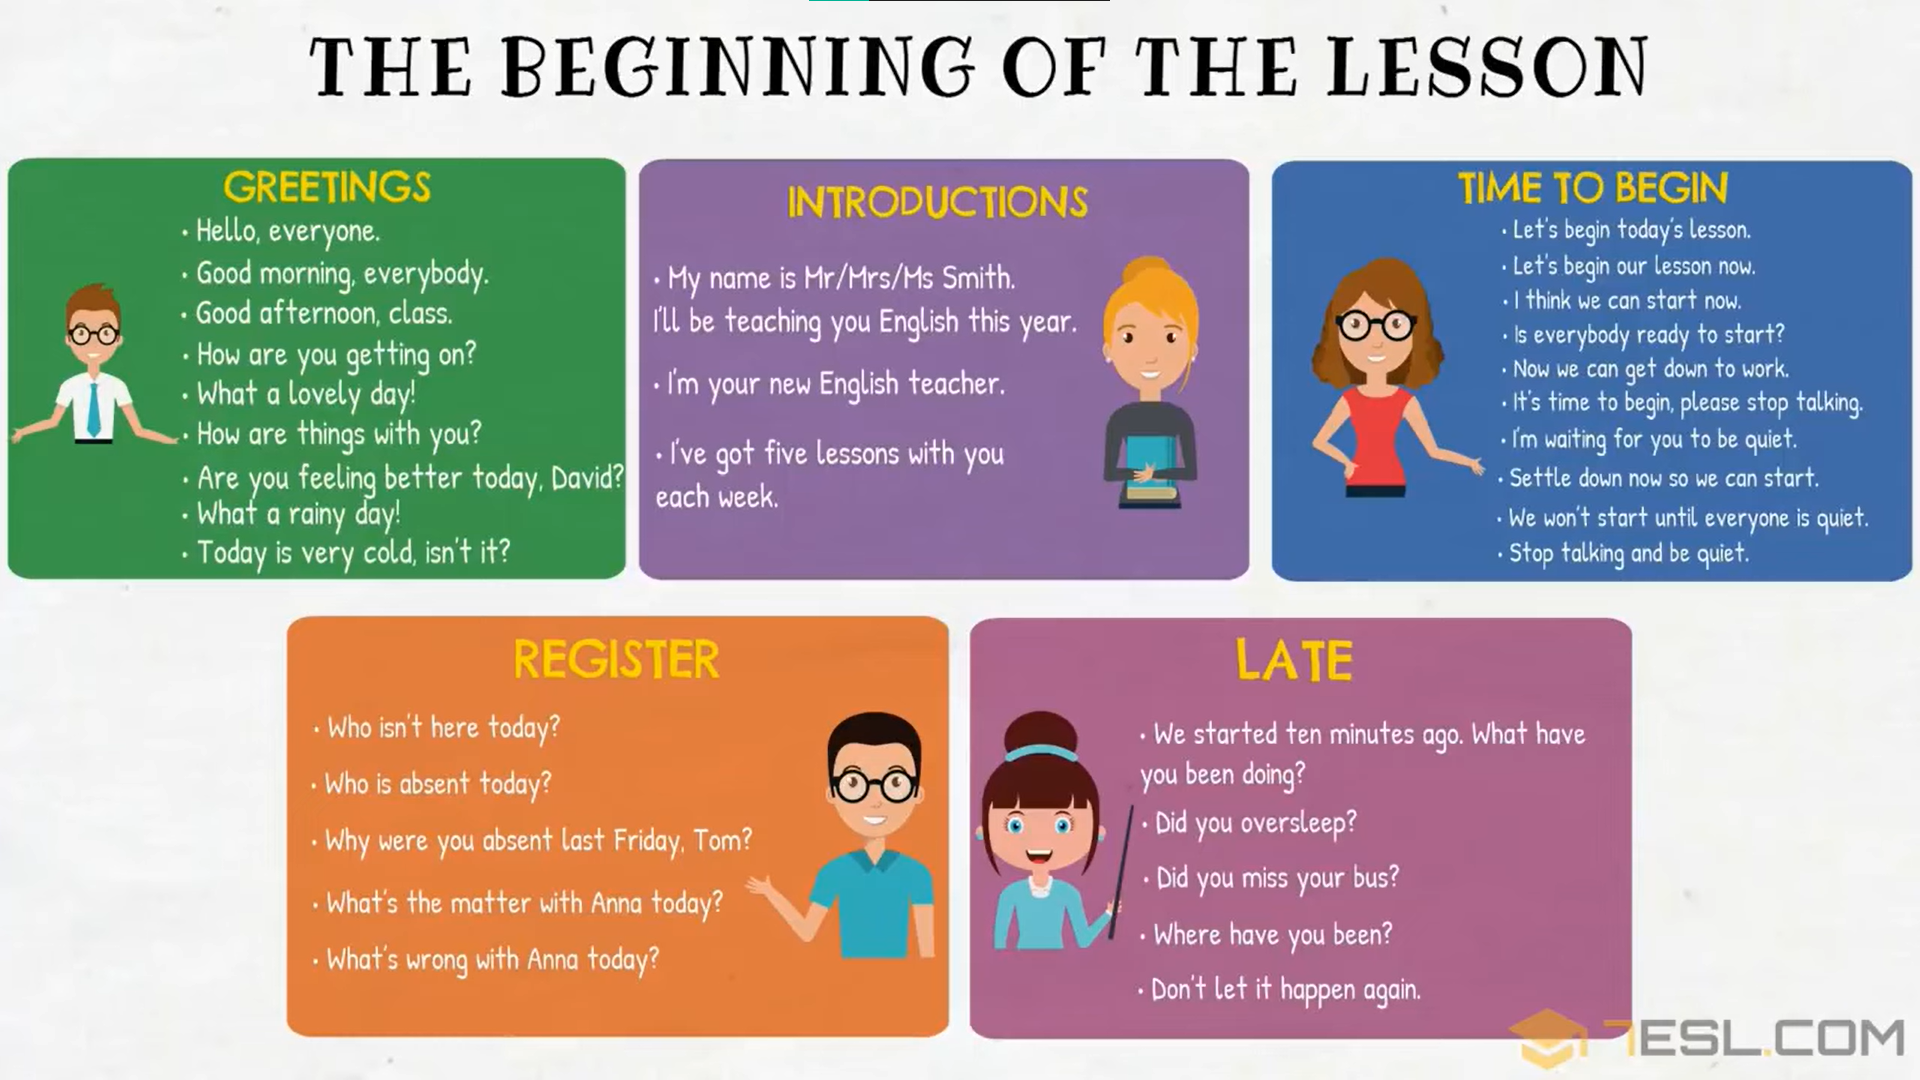 THE BEGINNING OF THE LESSON
GREETINGS
• Hello, everyone.
• Good morning, everybody.
• Good afternoon, class.
• How are you getting on?
• What a lovely day!
• How are things with you?
• Are you feeling better today, David?
• What a rainy day!
• Today is very cold, isn't it?
INTRODUCTIONS
• My name is Mr/Mrs/Ms Smith.
I'll be teaching you English this year.
• I'm your new English teacher.
• I've got five lessons with you
each week.
TIME TO BEGIN
• Let's begin today's lesson.
• Let's begin our lesson now.
• I think we can start now.
• Is everybody ready to start?
• Now we can get down to work.
• It's time to begin, please stop talking.
• I'm waiting for you to be quiet.
• Settle down now so we can start.
• We won't start until everyone is quiet.
• Stop talking and be quiet.
REGISTER
• Who isn't here today?
• Who is absent today?
• Why were you absent last Friday, Tom?
• What's the matter with Anna today?
• What's wrong with Anna today?
LATE
• We started ten minutes ago. What have
you been doing?
• Did you oversleep?
• Did you miss your bus?
• Where have you been?
• Don't let it happen again.
7ESL.COM